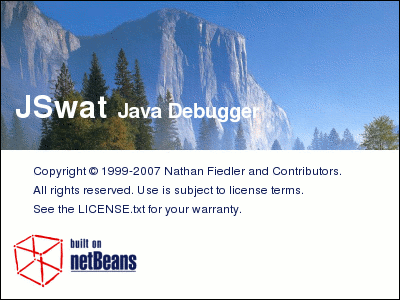 JSwat Java Debugger
Copyright © 1999-2007 Nathan Fiedler and Contributors.
All rights reserved. Use is subject to license terms.
See the LICENSE.txt for your warranty.
built on
netBeans